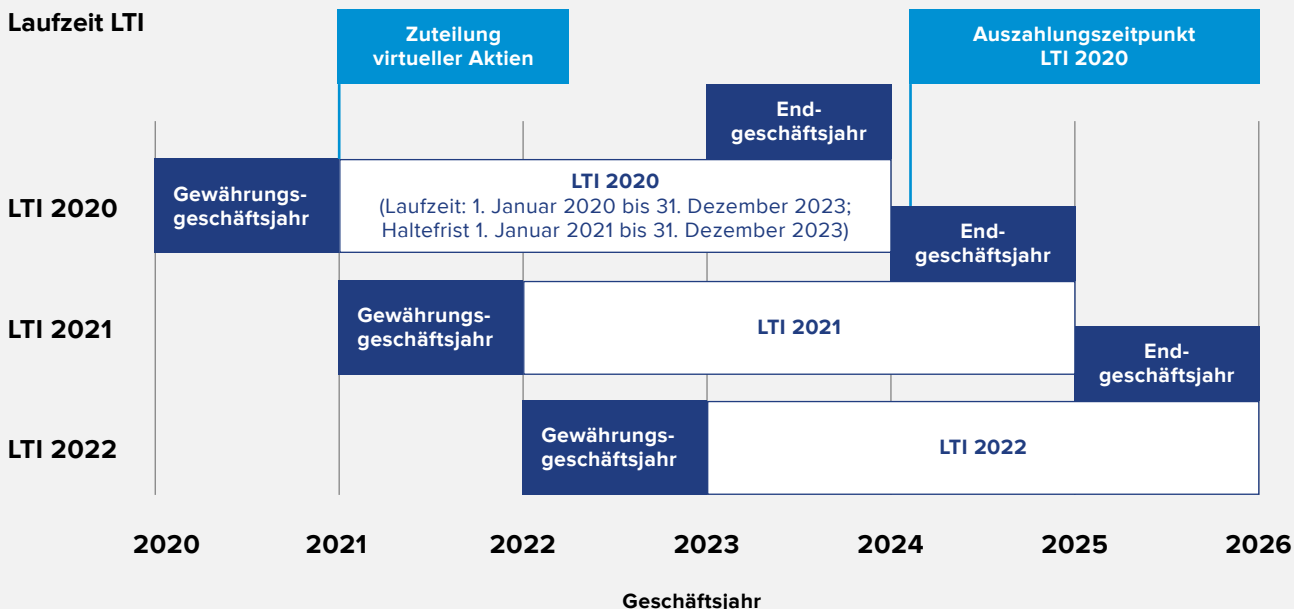 Laufzeit LTI
Zuteilung
virtueller Aktien
Auszahlungszeitpunkt
LTI 2020
End-
geschäftsjahr
LTI 2020
Gewährungs-
geschäftsjahr
LTI 2020
(Laufzeit: 1. Januar 2020 bis 31. Dezember 2023;
Haltefrist 1. Januar 2021 bis 31. Dezember 2023)
End-
geschäftsjahr
LTI 2021
Gewährungs-
geschäftsjahr
LTI 2021
End-
geschäftsjahr
LTI 2022
Gewährungs-
geschäftsjahr
LTI 2022
2020 2021 2022 2023 2024 2025 2026
Geschäftsjahr